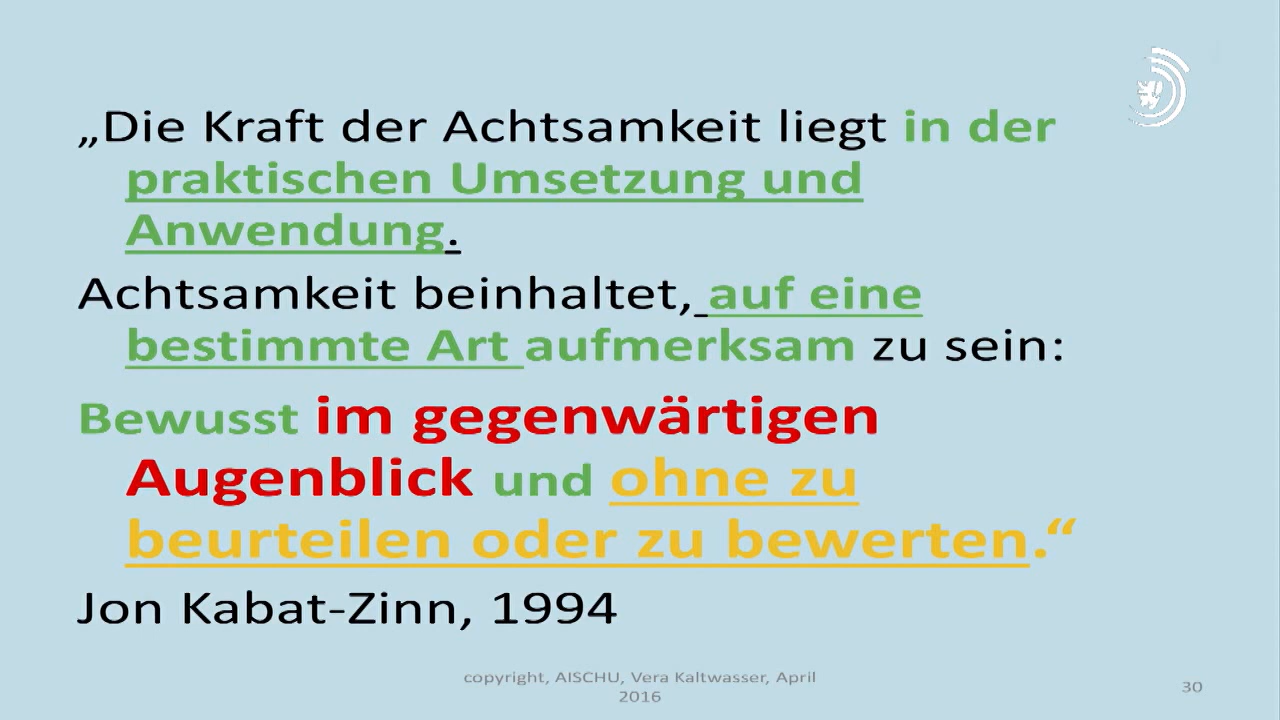 „Die Kraft der Achtsamkeit liegt in der
praktischen Umsetzung und
Anwendung.
Achtsamkeit beinhaltet, auf eine
bestimmte Art aufmerksam zu sein:
Bewusst im gegenwärtigen
Augenblick und ohne zu
beurteilen oder zu bewerten.“
Jon Kabat-Zinn, 1994
copyright, AISCHU, Vera Kaltwasser, April
2016
30